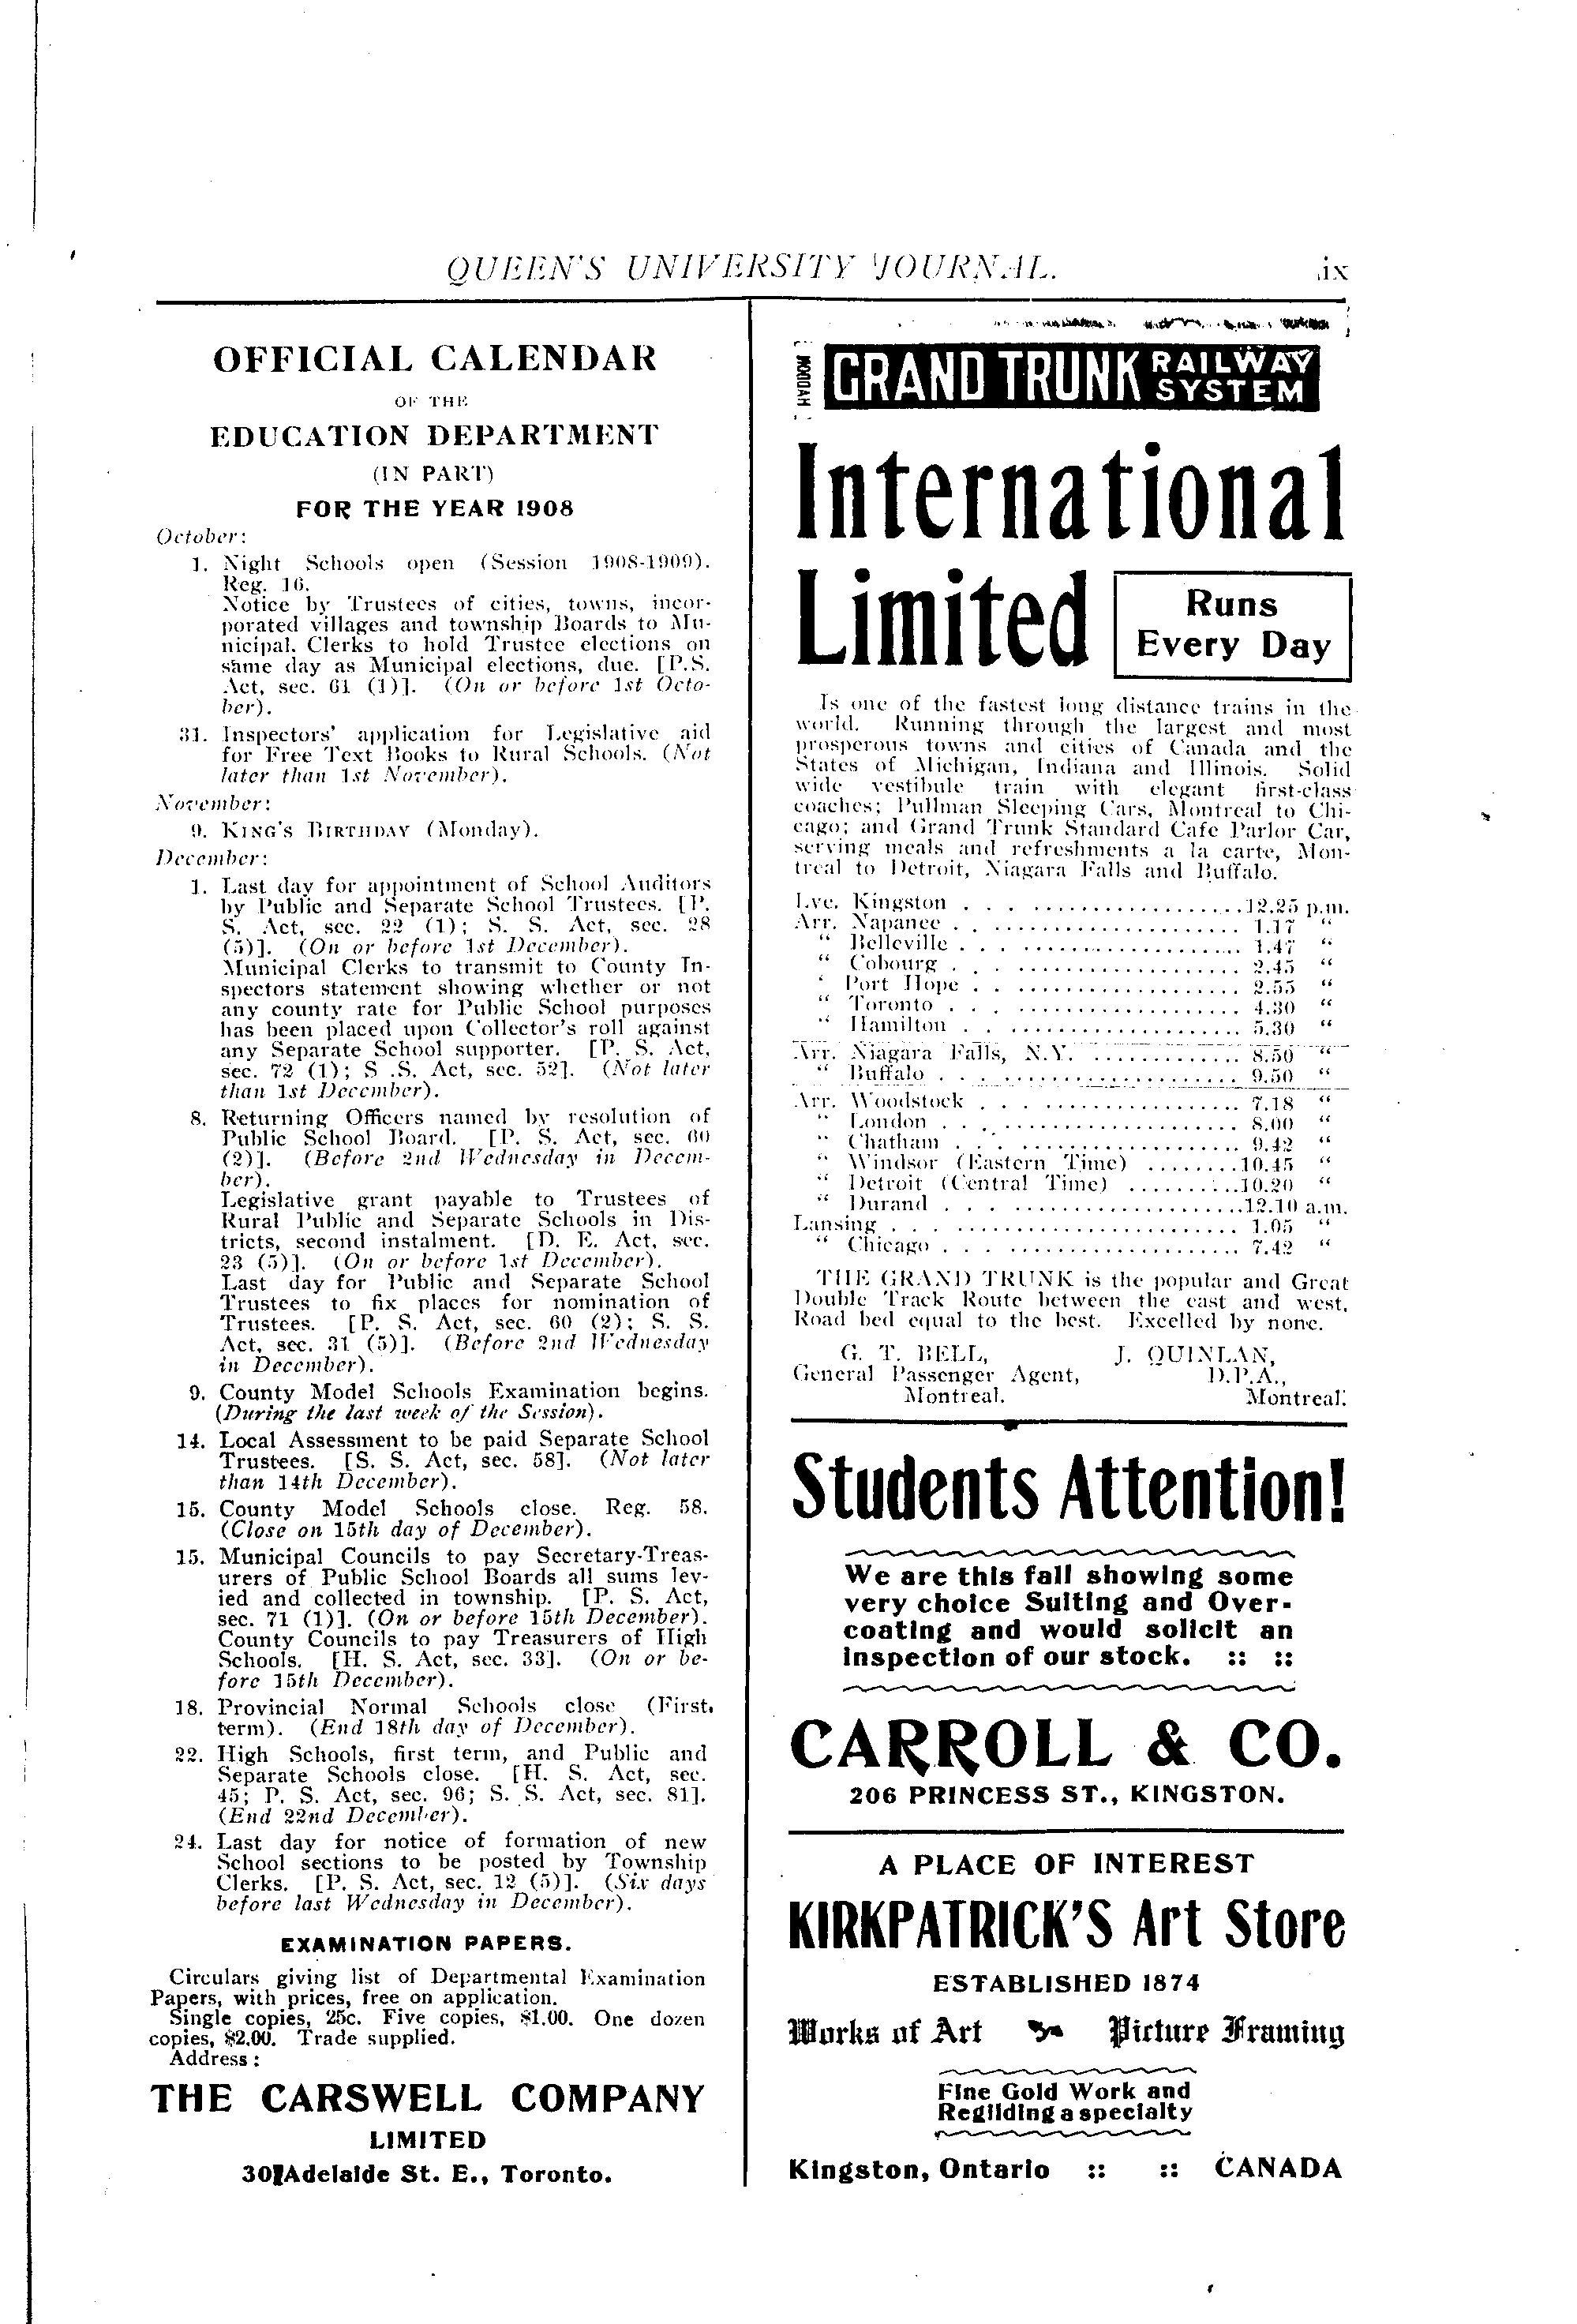 QUEEN'S UNIVERSITY JOURNAL.
ix
OFFICIAL CALENDAR
OF THE
EDUCATION DEPARTMENT
(IN PART)
FOR THE YEAR 1908
October:
1. Night Schools open (Session 1908-1909).
Reg. 16.
Notice by Trustees of cities, towns, incor-
porated villages and township Boards to Mu-
nicipal. Clerks to hold Trustee elections on
same day as Municipal elections, due. [P.S.
Act, sec. 61 (1)]. (On or before 1st Octo-
ber).
31. Inspectors' application for Legislative aid
for Free Text Books to Rural Schools. (Not
later than 1st November).
November:
9. KING'S BIRTHDAY (Monday).
December:
1. Last day for appointment of School Auditors
by Public and Separate School Trustees. [P.
S. Act, sec. 22 (1); S. S. Act, sec. 28
(5)]. (On or before 1st December).
Municipal Clerks to transmit to County In-
spectors statement showing whether or not
any county rate for Public School purposes
has been placed upon Collector's roll against
any Separate School supporter. [P. S. Act,
sec. 72 (1); S .S. Act, sec. 52]. (Not later
than 1st December).
8. Returning Officers named by resolution of
Public School Board. [P. S. Act, sec. 60
(2)]. (Before 2nd Wednesday in Decem-
ber).
Legislative grant payable to Trustees of
Rural Public and Separate Schools in Dis-
tricts, second instalment. [D. E. Act, sec.
23 (5)]. (On or before 1st December).
Last day for Public and Separate School
Trustees to fix places for nomination of
Trustees. [P. S. Act, sec. 60 (2); S. S.
Act, sec. 31 (5)]. (Before 2nd Wednesday
in December).
9. County Model Schools Examination begins.
(During the last week of the Session).
14. Local Assessment to be paid Separate School
Trustees. [S. S. Act, sec. 58]. (Not later
than 14th December).
15. County Model Schools close. Reg. 58.
(Close on 15th day of December).
15. Municipal Councils to pay Secretary-Treas-
urers of Public School Boards all sums lev-
ied and collected in township. [P. S. Act,
sec. 71 (1)]. (On or before 15th December).
County Councils to pay Treasurers of High
Schools. [H. S. Act, sec. 33]. (On or be-
fore 15th December).
18. Provincial Normal Schools close (First
term). (End 18th day of December).
22. High Schools, first term, and Public and
Separate Schools close. [H. S. Act, sec.
45; P. S. Act, sec. 96; S. S. Act, sec. 81].
(End 22nd December).
24. Last day for notice of formation of new
School sections to be posted by Township
Clerks. [P. S. Act, sec. 12 (5)]. (Six days
before last Wednesday in December).
EXAMINATION PAPERS.
Circulars giving list of Departmental Examination
Papers, with prices, free on application.
Single copies, 25c. Five copies, $1.00. One dozen
copies, $2.00. Trade supplied.
Address:
THE CARSWELL COMPANY
LIMITED
30 Adelaide St. E., Toronto.
GRAND TRUNK RAILWAY SYSTEM
International
Limited
Runs
Every Day
Is one of the fastest long distance trains in the
world. Running through the largest and most
prosperous towns and cities of Canada and the
States of Michigan, Indiana and Illinois. Solid
wide vestibule train with elegant first-class
coaches; Pullman Sleeping Cars, Montreal to Chi-
cago; and Grand Trunk Standard Cafe Parlor Car,
serving meals and refreshments a la carte, Mon-
treal to Detroit, Niagara Falls and Buffalo.
Lve. Kingston . . . .................. 12.25 p.m.
Arr. Napanee . . . .................. 1.17 "
" Belleville . . . .................. 1.47 "
" Cobourg . . . .................. 2.45 "
" Port Hope . . .................. 2.55 "
" Toronto . . . .................. 4.30 "
" Hamilton . . .................. 5.30 "
Arr. Niagara Falls, N.Y. ............. 8.50 "
" Buffalo . . . .................. 9.50 "
Arr. Woodstock . . . .................. 7.18 "
" London . . . .................. 8.00 "
" Chatham . . . .................. 9.42 "
" Windsor (Eastern Time) ........ 10.45 "
" Detroit (Central Time) .......... 10.20 "
" Durand . . . .................. 12.10 a.m.
Lansing . . . .................. 1.05 "
" Chicago . . . .................. 7.42 "
THE GRAND TRUNK is the popular and Great
Double Track Route between the east and west.
Road bed equal to the best. Excelled by none.
G. T. BELL, J. QUINLAN,
General Passenger Agent, D.P.A.,
Montreal. Montreal.
Students Attention!
We are this fall showing some
very choice Suiting and Over-
coating and would solicit an
inspection of our stock. :: ::
CARROLL & CO.
206 PRINCESS ST., KINGSTON.
A PLACE OF INTEREST
KIRKPATRICK'S Art Store
ESTABLISHED 1874
Works of Art Picture Framing
Fine Gold Work and
Regilding a specialty
Kingston, Ontario :: :: CANADA